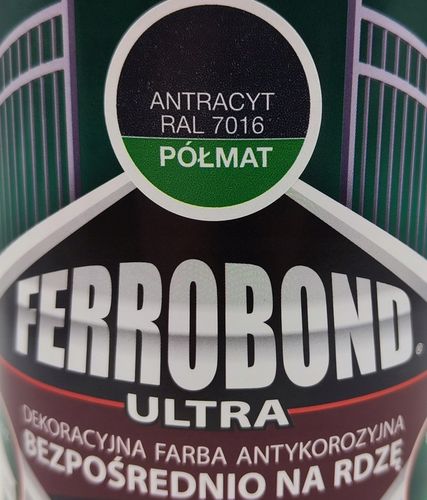 ANTRACYT
RAL 7016
PÓŁMAT
FERROBOND®
ULTRA
DEKORACYJNA FARBA ANTYKOROZYJNA
BEZPOŚREDNIO NA RDZĘ